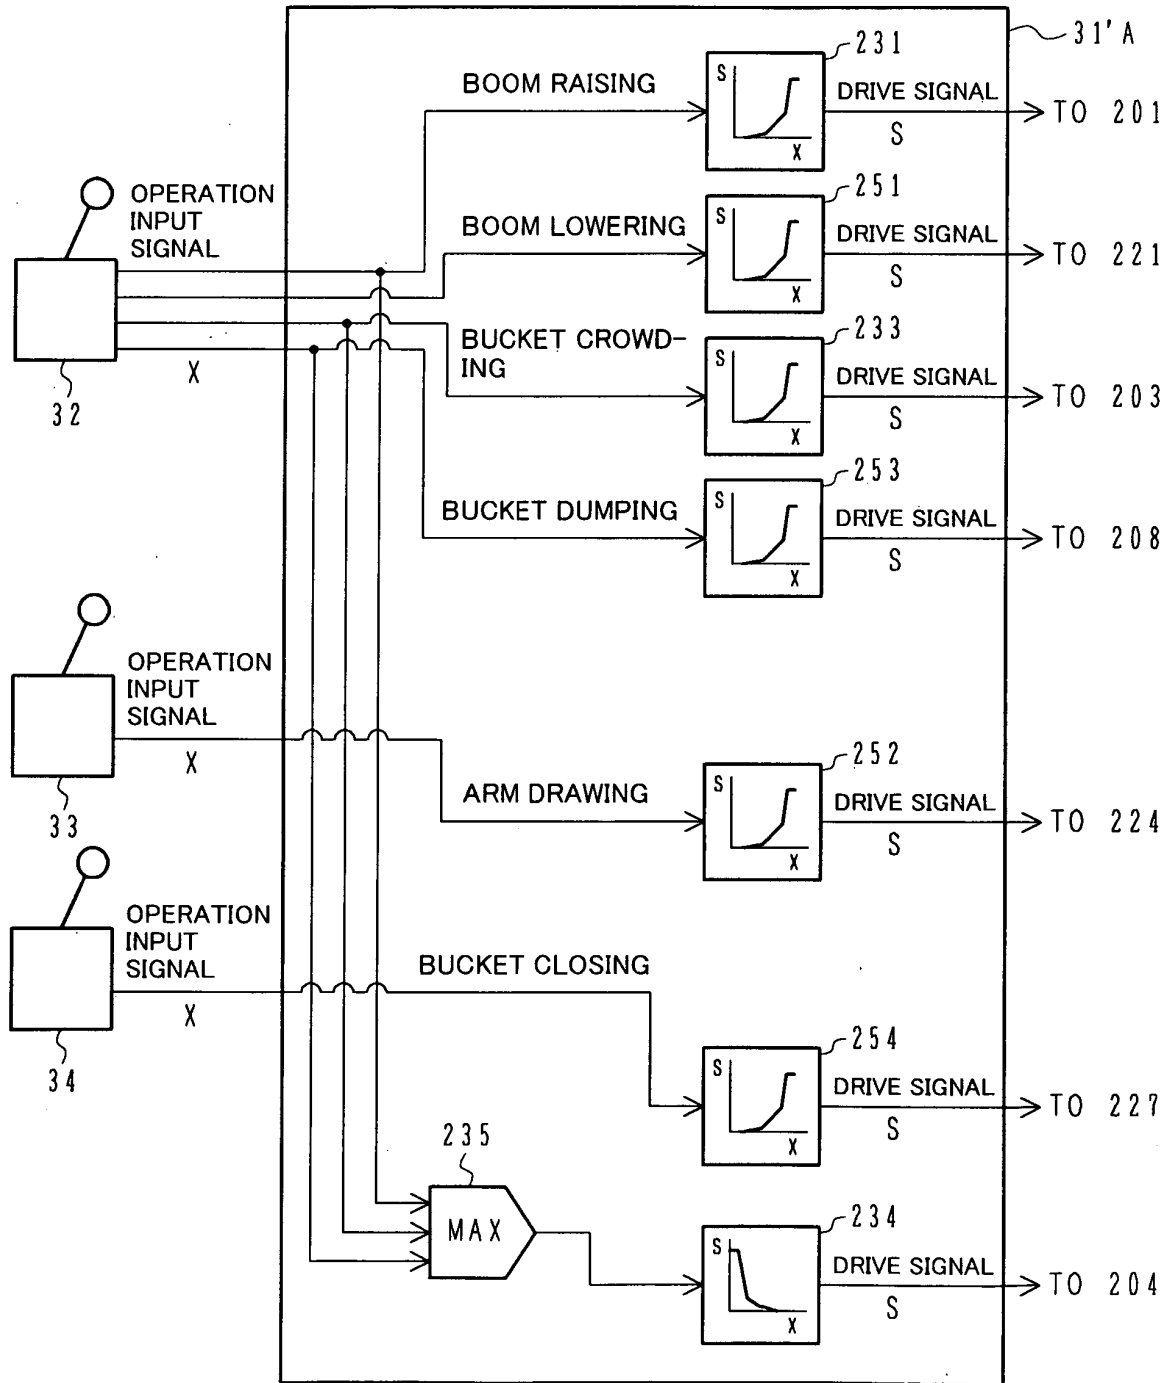 31'A
231
BOOM RAISING
S
X
DRIVE SIGNAL
S
TO 201
OPERATION
INPUT
SIGNAL
251
BOOM LOWERING
S
X
DRIVE SIGNAL
S
TO 221
X
32
233
BUCKET CROWD-
ING
S
X
DRIVE SIGNAL
S
TO 203
253
BUCKET DUMPING
S
X
DRIVE SIGNAL
S
TO 208
OPERATION
INPUT
SIGNAL
X
33
252
ARM DRAWING
S
X
DRIVE SIGNAL
S
TO 224
OPERATION
INPUT
SIGNAL
X
34
BUCKET CLOSING
254
S
X
DRIVE SIGNAL
S
TO 227
235
MAX
234
S
X
DRIVE SIGNAL
S
TO 204